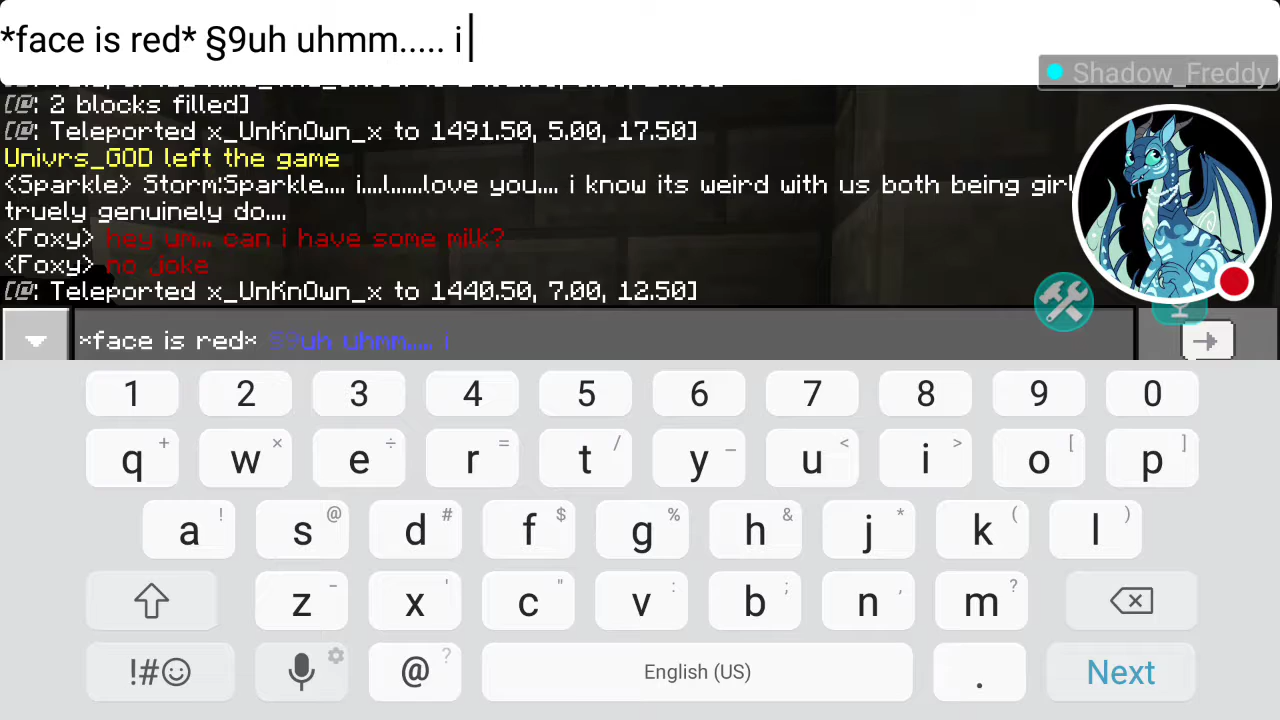 *face is red* §9uh uhmm..... i
Shadow_Freddy
[@: 2 blocks filled]
[@: Teleported x_UnKnOwn_x to 1491.50, 5.00, 17.50]
Univrs_GOD left the game
<Sparkle> Storm:Sparkle.... i....l......love you.... i know its weird with us both being girl
truely genuinely do....
<Foxy> hey um... can i have some milk?
<Foxy> no joke
[@: Teleported x_UnKnOwn_x to 1440.50, 7.00, 12.50]
*face is red* §9uh uhmm..... i
1 2 3 4 5 6 7 8 9 0
q + w × e ÷ r = t / y _ u < i > o [ p ]
a ! s @ d # f $ g % h & j * k ( l )
z - x ' c " v : b ; n , m ?
!#☺ @ ? English (US) . Next